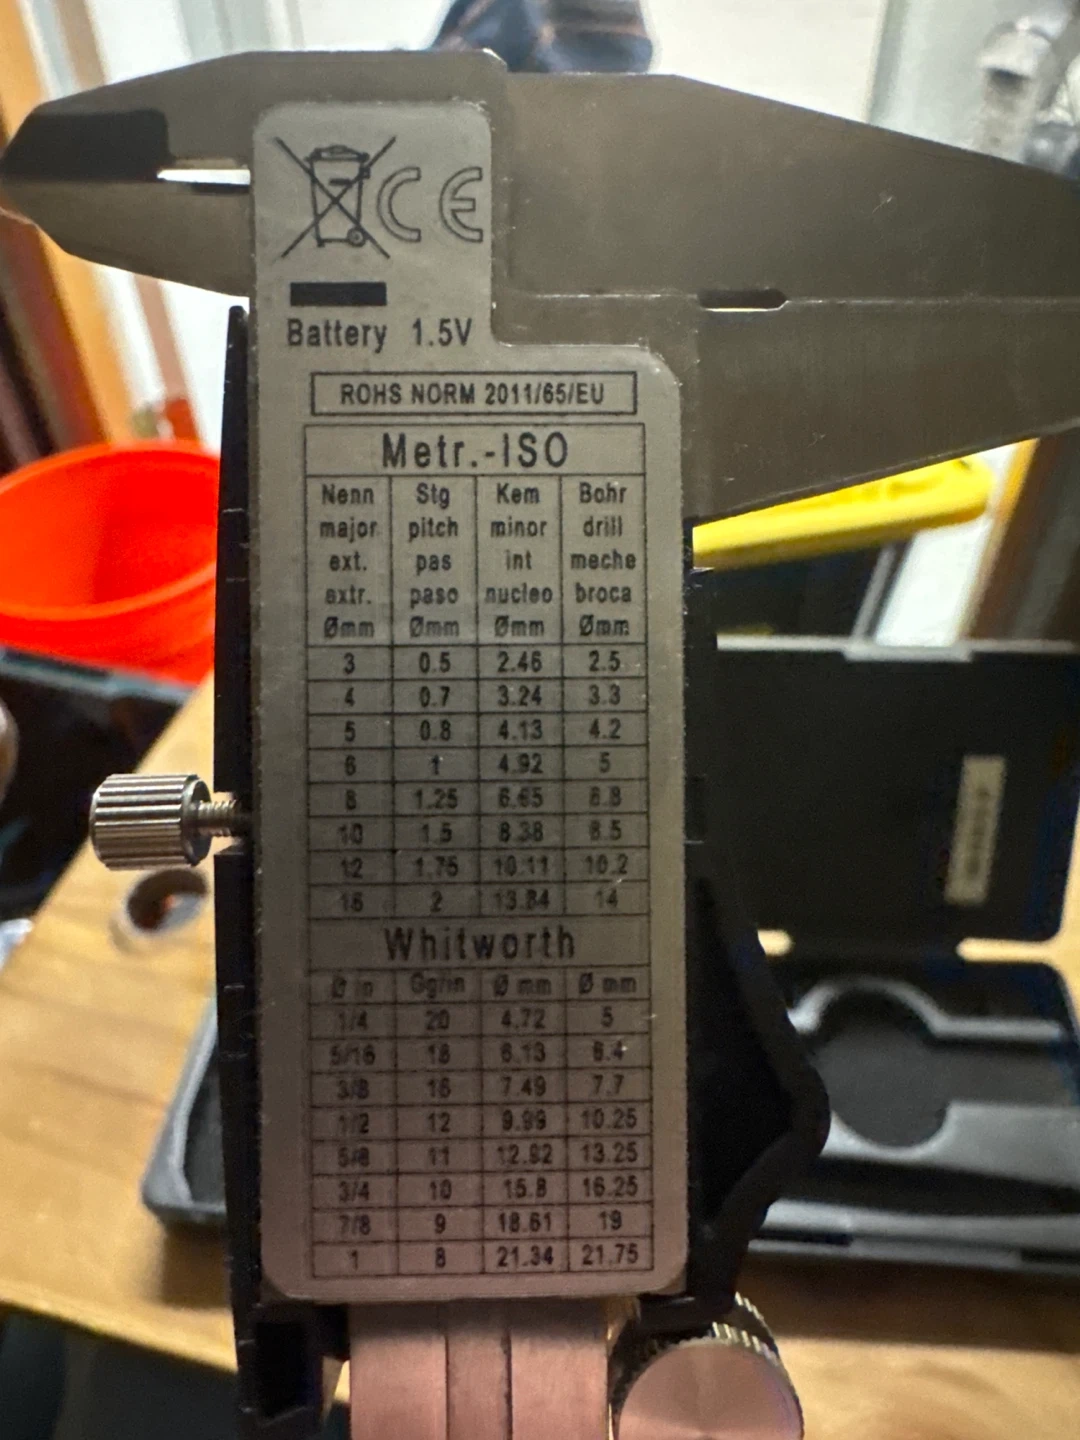 CE
Battery 1.5V
ROHS NORM 2011/65/EU
Metr.-ISO
Nenn Stg Kem Bohr
major pitch minor drill
ext. pas int meche
extr. paso nucleo broca
Ømm Ømm Ømm Ømm
3 0.5 2.46 2.5
4 0.7 3.24 3.3
5 0.8 4.13 4.2
6 1 4.92 5
8 1.25 6.65 6.8
10 1.5 8.38 8.5
12 1.75 10.11 10.2
16 2 13.84 14
Whitworth
Ø in Gg/in Ø mm Ø mm
1/4 20 4.72 5
5/16 18 6.13 6.4
3/8 16 7.49 7.7
1/2 12 9.99 10.25
5/8 11 12.92 13.25
3/4 10 15.8 16.25
7/8 9 18.61 19
1 8 21.34 21.75